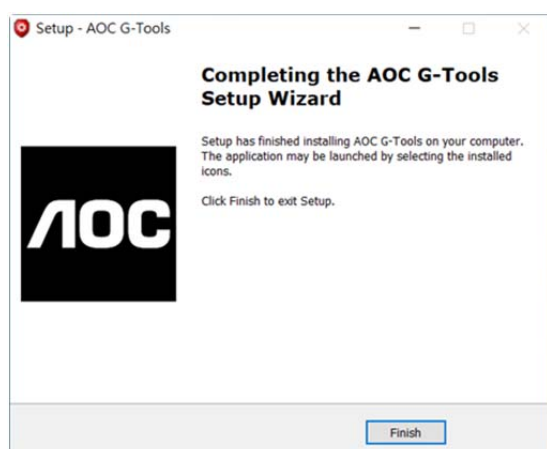 Setup - AOC G-Tools
Completing the AOC G-Tools
Setup Wizard
Setup has finished installing AOC G-Tools on your computer.
The application may be launched by selecting the installed
icons.
Click Finish to exit Setup.
AOC
Finish